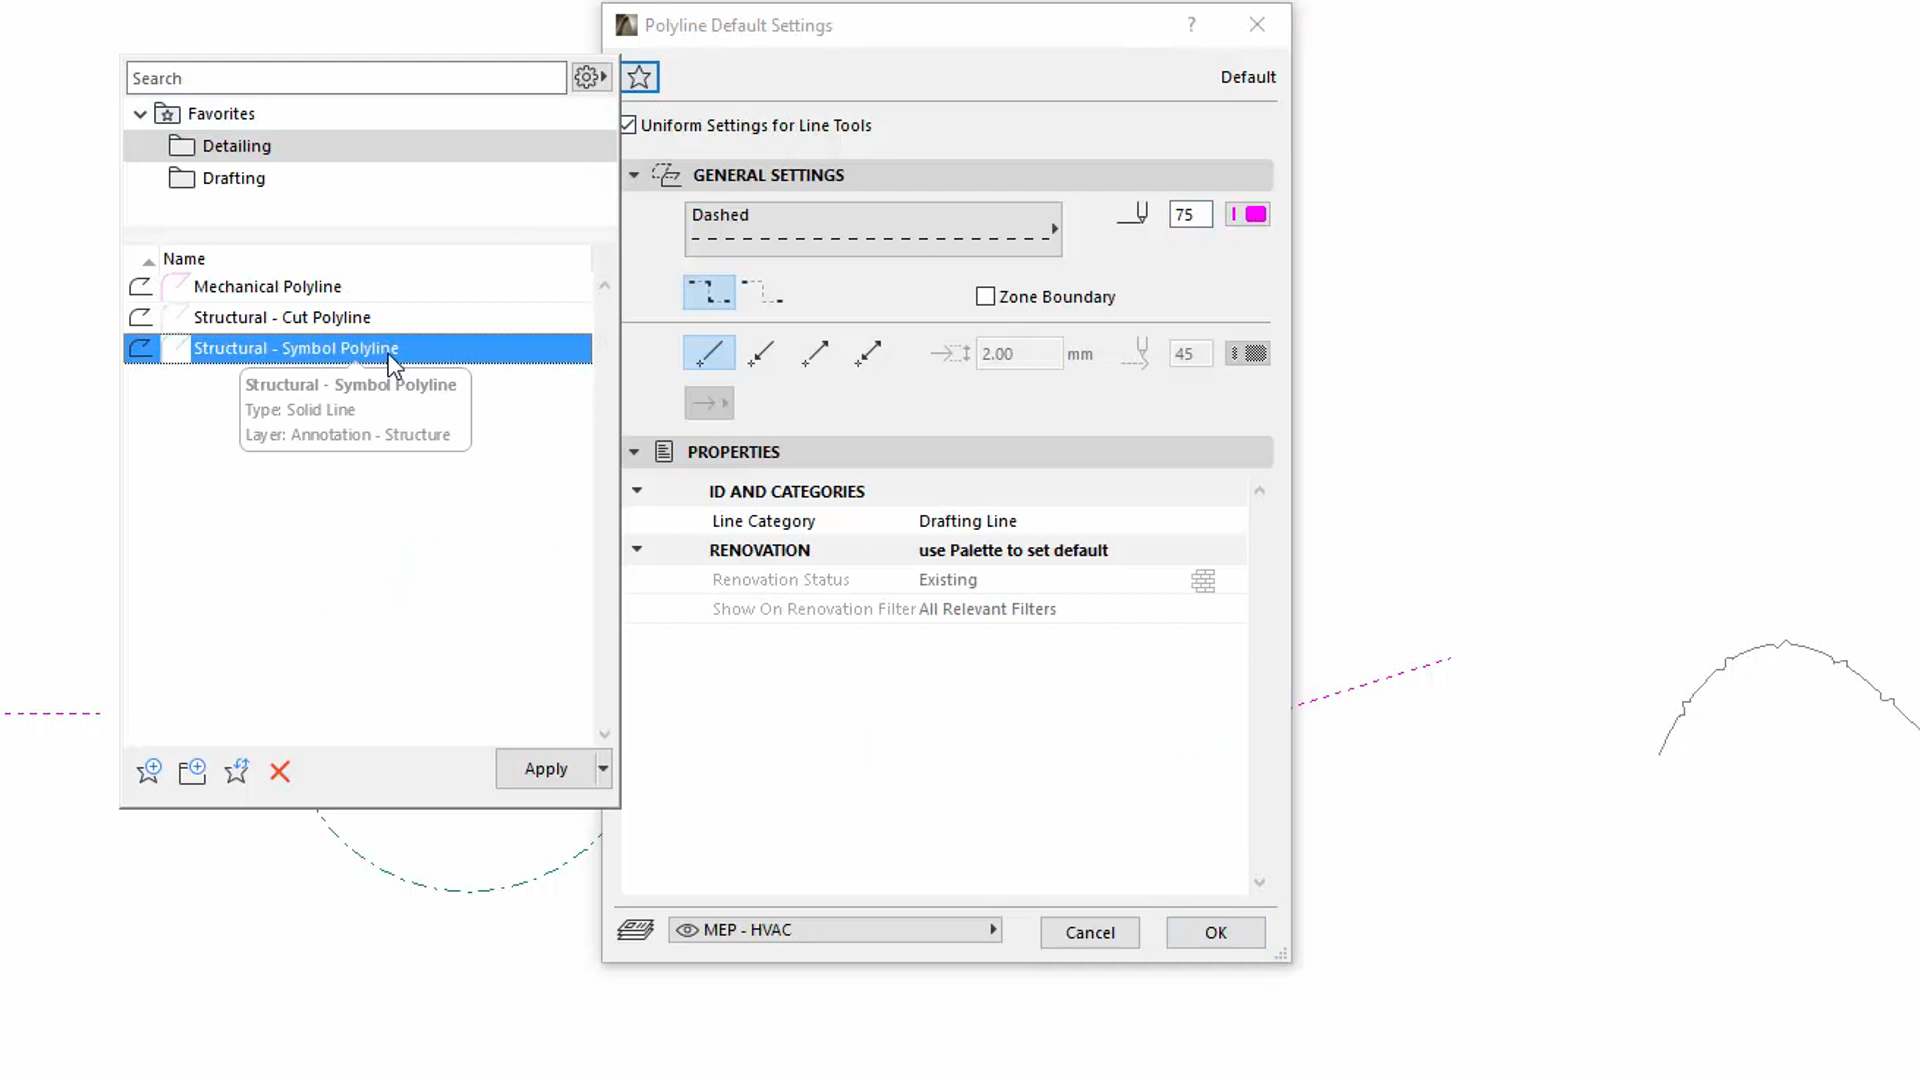 Polyline Default Settings
?
Search
Favorites
Detailing
Drafting
Name
Mechanical Polyline
Structural - Cut Polyline
Structural - Symbol Polyline
Structural - Symbol Polyline
Type: Solid Line
Layer: Annotation - Structure
Apply
Default
Uniform Settings for Line Tools
GENERAL SETTINGS
Dashed
75
Zone Boundary
2.00 mm
45
PROPERTIES
ID AND CATEGORIES
Line Category Drafting Line
RENOVATION use Palette to set default
Renovation Status Existing
Show On Renovation Filter All Relevant Filters
MEP - HVAC
Cancel
OK